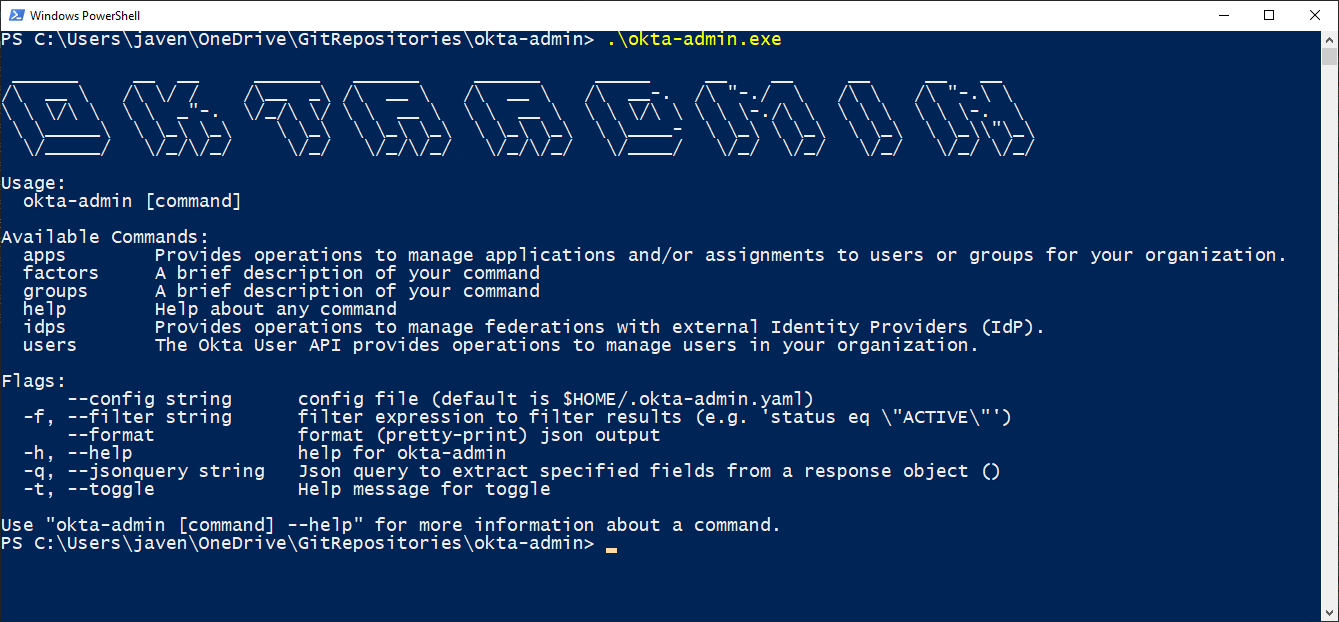 Windows PowerShell
PS C:\Users\javen\OneDrive\GitRepositories\okta-admin> .\okta-admin.exe
OKTAADMIN
Usage:
  okta-admin [command]
Available Commands:
  apps        Provides operations to manage applications and/or assignments to users or groups for your organization.
  factors     A brief description of your command
  groups      A brief description of your command
  help        Help about any command
  idps        Provides operations to manage federations with external Identity Providers (IdP).
  users       The Okta User API provides operations to manage users in your organization.
Flags:
      --config string      config file (default is $HOME/.okta-admin.yaml)
  -f, --filter string      filter expression to filter results (e.g. 'status eq \"ACTIVE\"')
      --format             format (pretty-print) json output
  -h, --help               help for okta-admin
  -q, --jsonquery string   Json query to extract specified fields from a response object ()
  -t, --toggle             Help message for toggle
Use "okta-admin [command] --help" for more information about a command.
PS C:\Users\javen\OneDrive\GitRepositories\okta-admin>